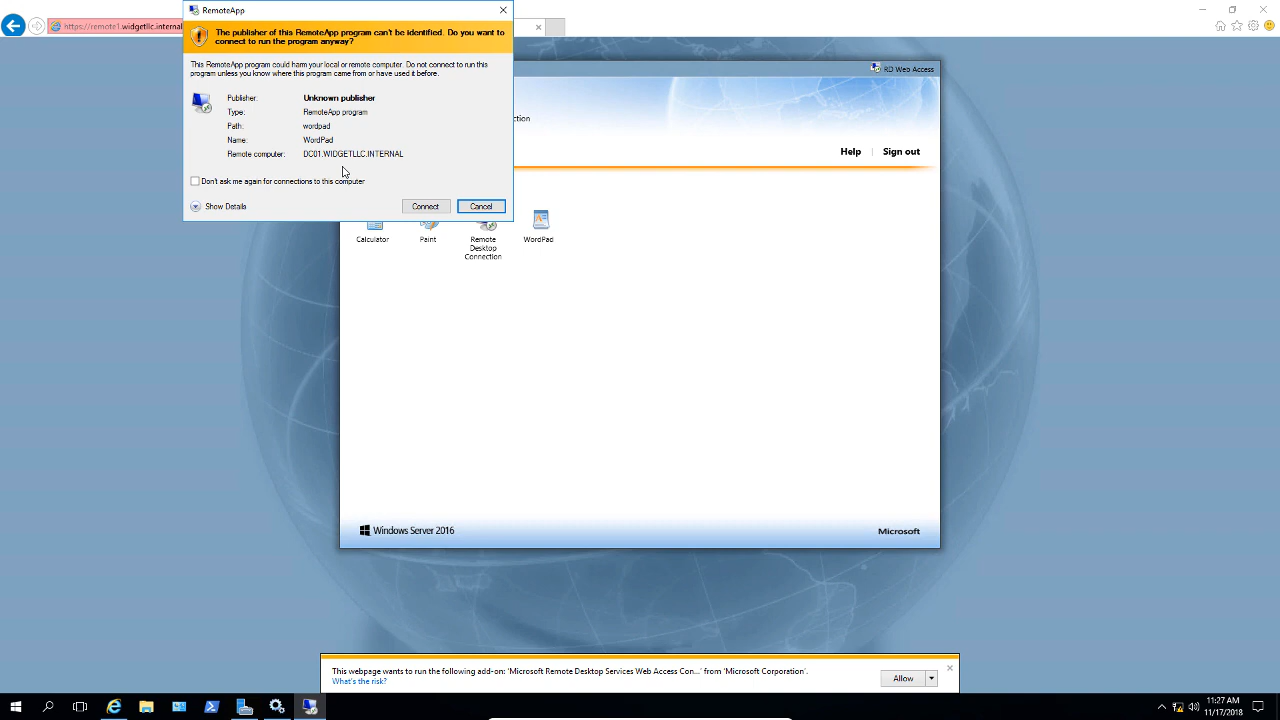 RemoteApp
The publisher of this RemoteApp program can't be identified. Do you want to
connect to run the program anyway?
This RemoteApp program could harm your local or remote computer. Do not connect to run this
program unless you know where this program came from or have used it before.
Publisher: Unknown publisher
Type: RemoteApp program
Path: wordpad
Name: WordPad
Remote computer: DC01.WIDGETLLC.INTERNAL
Don't ask me again for connections to this computer
Show Details
Connect
Cancel
https://remote1.widgetllc.internal
RD Web Access
ction
Help
Sign out
Calculator
Paint
Remote
Desktop
Connection
WordPad
Windows Server 2016
Microsoft
This webpage wants to run the following add-on: 'Microsoft Remote Desktop Services Web Access Con...' from 'Microsoft Corporation'.
What's the risk?
Allow
11:27 AM
11/17/2018